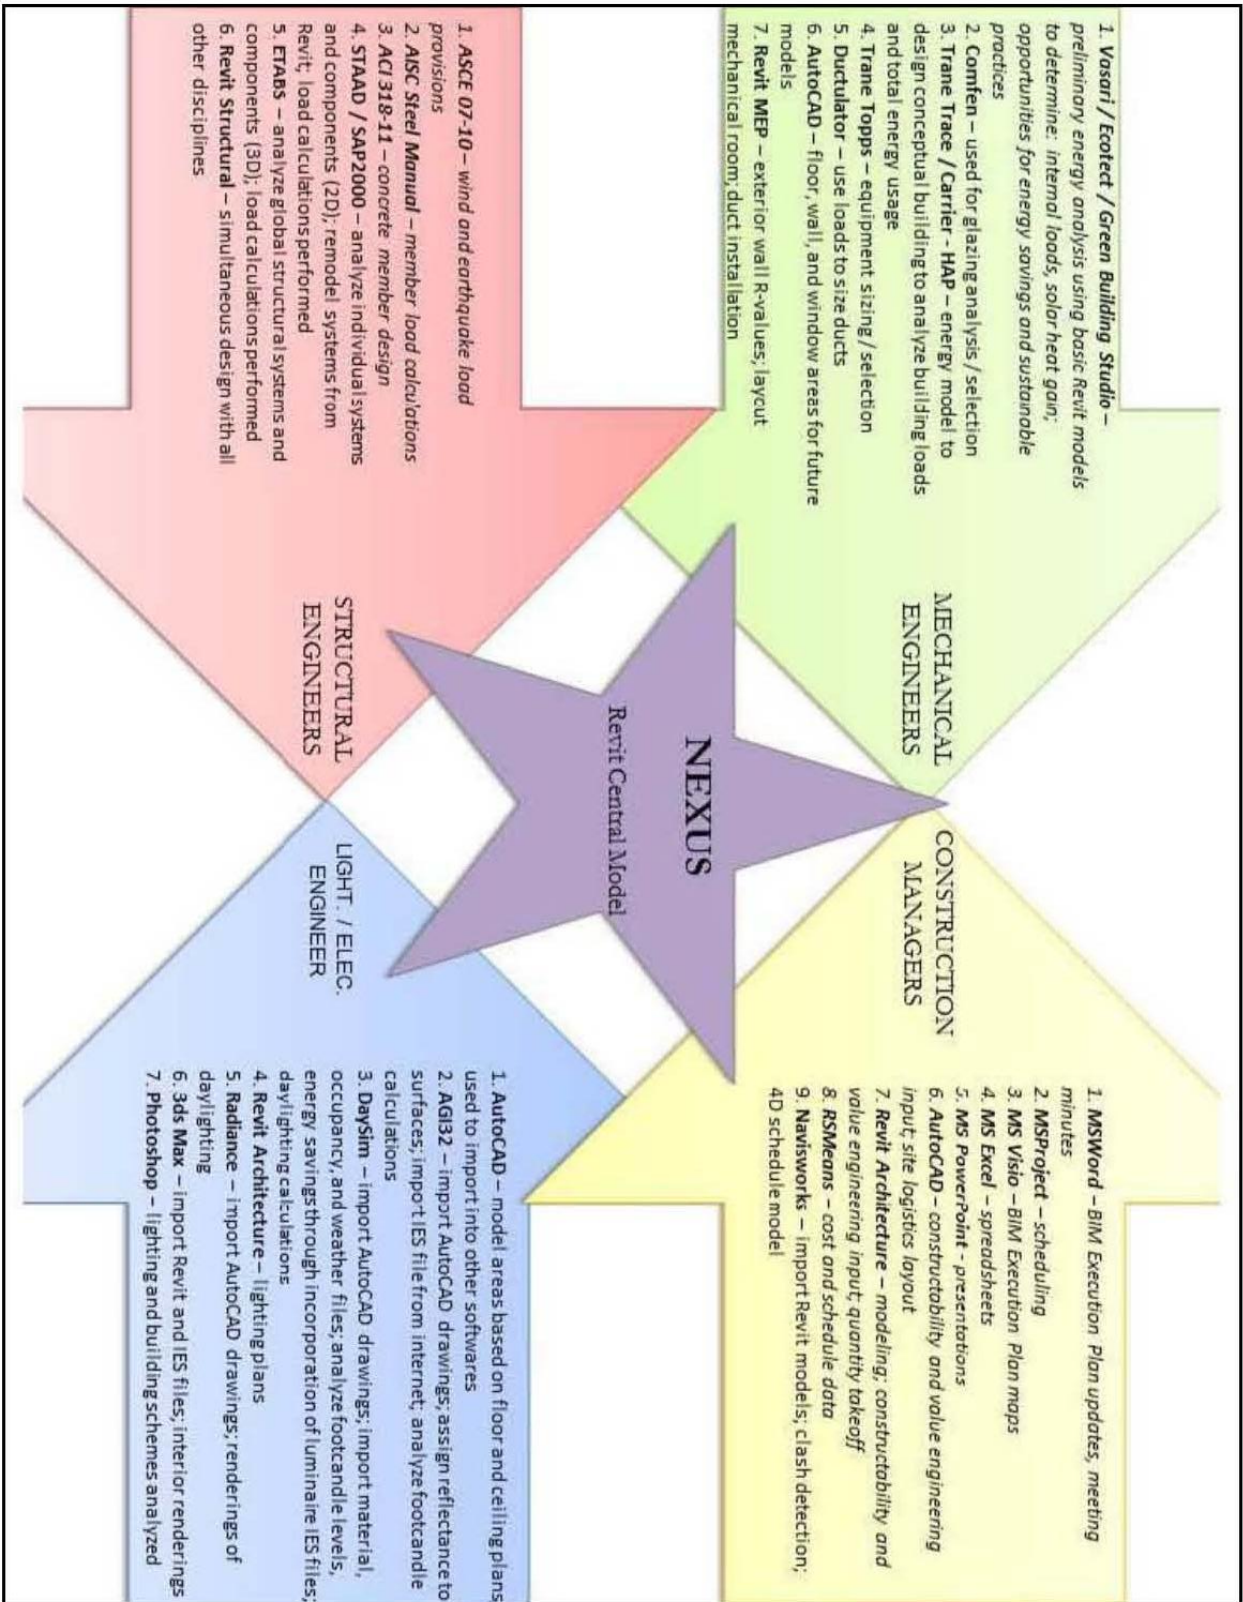 1. Vasari / Ecotect / Green Building Studio –
preliminary energy analysis using basic Revit models
to determine: internal loads, solar heat gain;
opportunities for energy savings and sustainable
practices
2. Comfen – used for glazing analysis / selection
3. Trane Trace / Carrier - HAP – energy model to
design conceptual building to analyze building loads
and total energy usage
4. Trane Topps – equipment sizing / selection
5. Ductulator – use loads to size ducts
6. AutoCAD – floor, wall, and window areas for future
models
7. Revit MEP – exterior wall R-values; layout
mechanical room; duct installation
MECHANICAL
ENGINEERS
CONSTRUCTION
MANAGERS
1. MSWord – BIM Execution Plan updates, meeting
minutes
2. MSProject – scheduling
3. MS Visio – BIM Execution Plan maps
4. MS Excel – spreadsheets
5. MS PowerPoint - presentations
6. AutoCAD – constructability and value engineering
input; site logistics layout
7. Revit Architecture – modeling; constructability and
value engineering input; quantity takeoff
8. RSMeans – cost and schedule data
9. Navisworks – import Revit models; clash detection;
4D schedule model
NEXUS
Revit Central Model
1. ASCE 07-10 – wind and earthquake load
provisions
2. AISC Steel Manual – member load calculations
3. ACI 318-11 – concrete member design
4. STAAD / SAP2000 – analyze individual systems
and components (2D); remodel systems from
Revit; load calculations performed
5. ETABS – analyze global structural systems and
components (3D); load calculations performed
6. Revit Structural – simultaneous design with all
other disciplines
STRUCTURAL
ENGINEERS
LIGHT. / ELEC.
ENGINEER
1. AutoCAD – model areas based on floor and ceiling plans
used to import into other softwares
2. AGI32 – import AutoCAD drawings; assign reflectance to
surfaces; import IES file from internet; analyze footcandle
calculations
3. DaySim – import AutoCAD drawings; import material,
occupancy, and weather files; analyze footcandle levels,
energy savings through incorporation of luminaire IES files;
daylighting calculations
4. Revit Architecture – lighting plans
5. Radiance – import AutoCAD drawings; renderings of
daylighting
6. 3ds Max – import Revit and IES files; interior renderings
7. Photoshop – lighting and building schemes analyzed